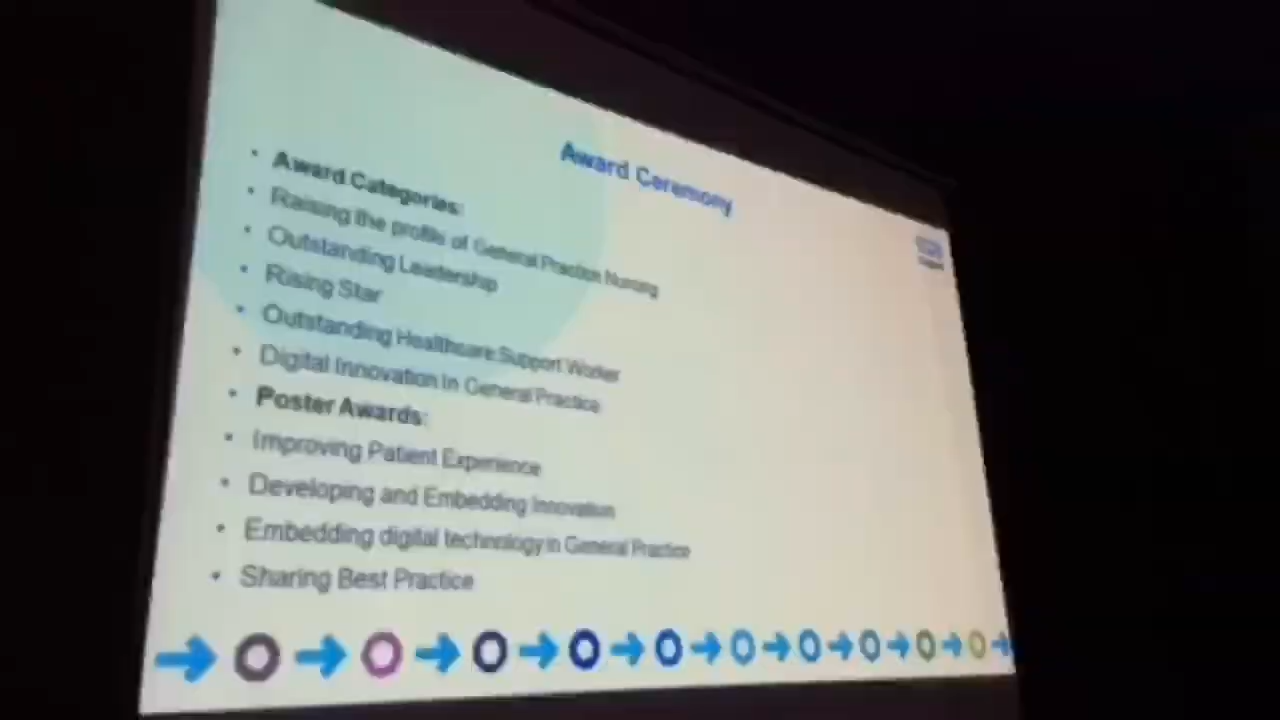 Award Ceremony
• Award Categories:
• Raising the profile of General Practice Nursing
• Outstanding Leadership
• Rising Star
• Outstanding Healthcare Support Worker
• Digital Innovation in General Practice
• Poster Awards:
• Improving Patient Experience
• Developing and Embedding Innovation
• Embedding digital technology in General Practice
• Sharing Best Practice